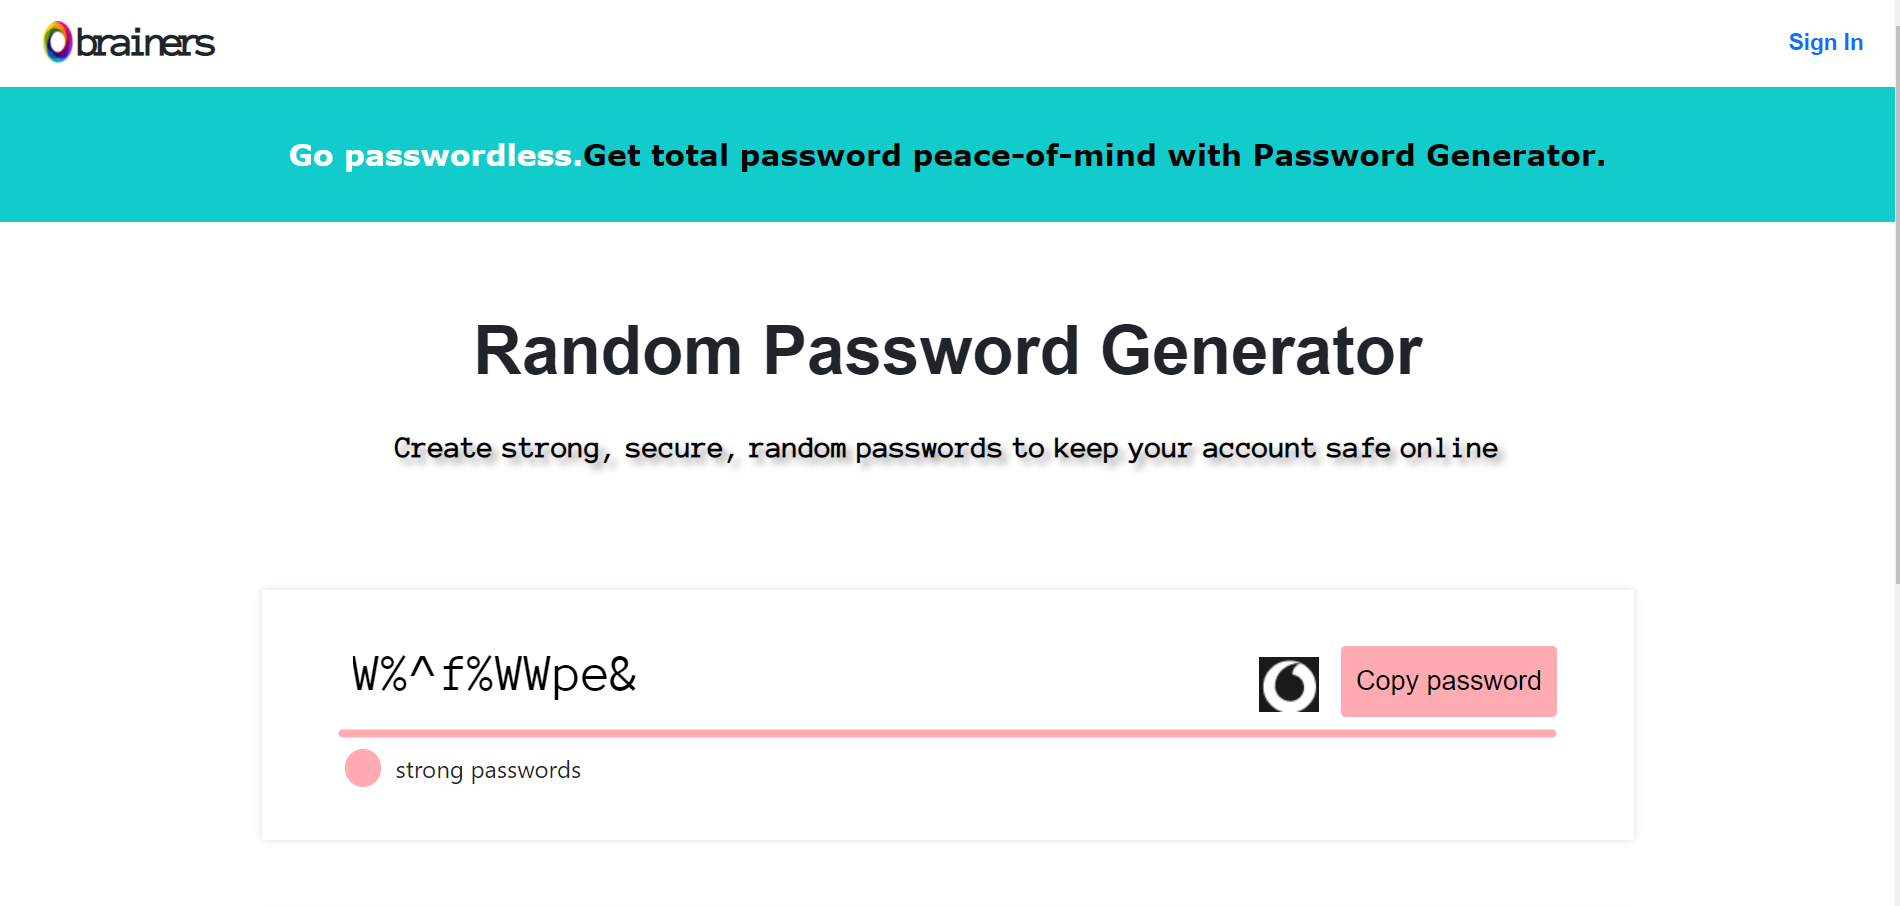 brainers
Sign In
Go passwordless.Get total password peace-of-mind with Password Generator.
Random Password Generator
Create strong, secure, random passwords to keep your account safe online
W%^f%WWpe&
Copy password
strong passwords